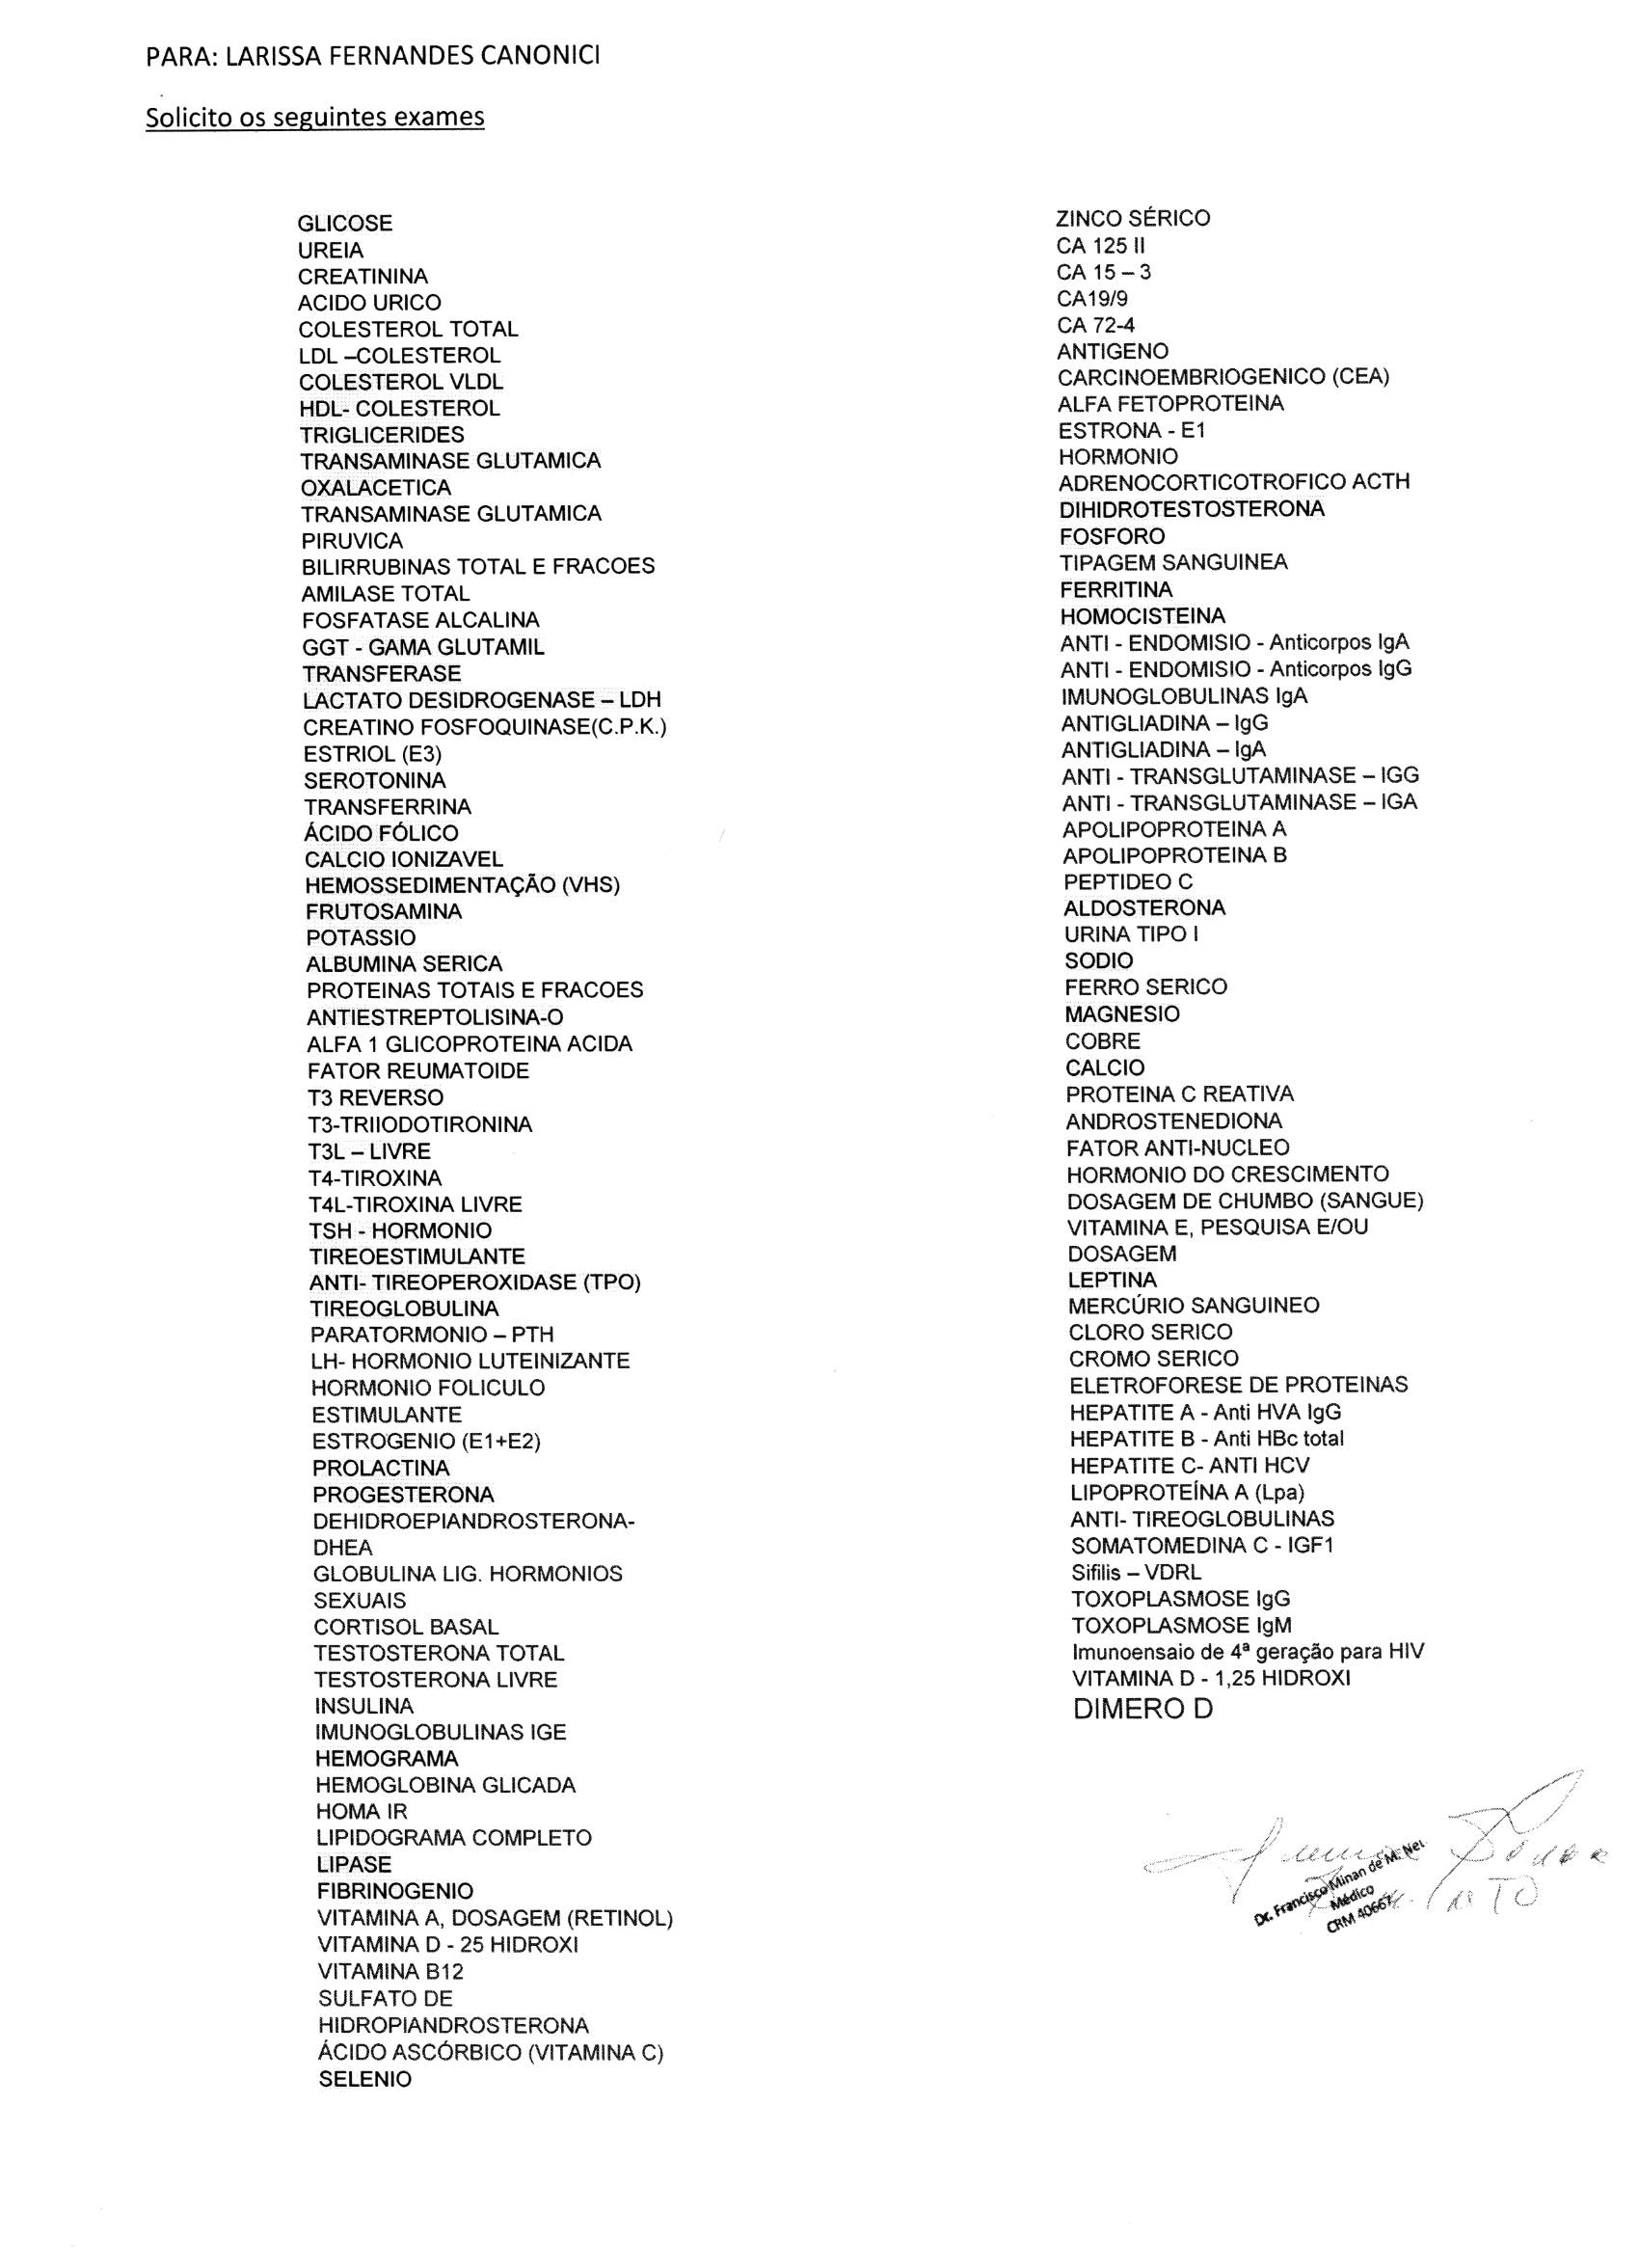 PARA: LARISSA FERNANDES CANONICI
Solicito os seguintes exames
GLICOSE
UREIA
CREATININA
ACIDO URICO
COLESTEROL TOTAL
LDL –COLESTEROL
COLESTEROL VLDL
HDL- COLESTEROL
TRIGLICERIDES
TRANSAMINASE GLUTAMICA
OXALACETICA
TRANSAMINASE GLUTAMICA
PIRUVICA
BILIRRUBINAS TOTAL E FRACOES
AMILASE TOTAL
FOSFATASE ALCALINA
GGT - GAMA GLUTAMIL
TRANSFERASE
LACTATO DESIDROGENASE – LDH
CREATINO FOSFOQUINASE(C.P.K.)
ESTRIOL (E3)
SEROTONINA
TRANSFERRINA
ÁCIDO FÓLICO
CALCIO IONIZAVEL
HEMOSSEDIMENTAÇÃO (VHS)
FRUTOSAMINA
POTASSIO
ALBUMINA SERICA
PROTEINAS TOTAIS E FRACOES
ANTIESTREPTOLISINA-O
ALFA 1 GLICOPROTEINA ACIDA
FATOR REUMATOIDE
T3 REVERSO
T3-TRIIODOTIRONINA
T3L – LIVRE
T4-TIROXINA
T4L-TIROXINA LIVRE
TSH - HORMONIO
TIREOESTIMULANTE
ANTI- TIREOPEROXIDASE (TPO)
TIREOGLOBULINA
PARATORMONIO – PTH
LH- HORMONIO LUTEINIZANTE
HORMONIO FOLICULO
ESTIMULANTE
ESTROGENIO (E1+E2)
PROLACTINA
PROGESTERONA
DEHIDROEPIANDROSTERONA-
DHEA
GLOBULINA LIG. HORMONIOS
SEXUAIS
CORTISOL BASAL
TESTOSTERONA TOTAL
TESTOSTERONA LIVRE
INSULINA
IMUNOGLOBULINAS IGE
HEMOGRAMA
HEMOGLOBINA GLICADA
HOMA IR
LIPIDOGRAMA COMPLETO
LIPASE
FIBRINOGENIO
VITAMINA A, DOSAGEM (RETINOL)
VITAMINA D - 25 HIDROXI
VITAMINA B12
SULFATO DE
HIDROPIANDROSTERONA
ÁCIDO ASCÓRBICO (VITAMINA C)
SELENIO
ZINCO SÉRICO
CA 125 II
CA 15 – 3
CA19/9
CA 72-4
ANTIGENO
CARCINOEMBRIOGENICO (CEA)
ALFA FETOPROTEINA
ESTRONA - E1
HORMONIO
ADRENOCORTICOTROFICO ACTH
DIHIDROTESTOSTERONA
FOSFORO
TIPAGEM SANGUINEA
FERRITINA
HOMOCISTEINA
ANTI - ENDOMISIO - Anticorpos IgA
ANTI - ENDOMISIO - Anticorpos IgG
IMUNOGLOBULINAS IgA
ANTIGLIADINA – IgG
ANTIGLIADINA – IgA
ANTI - TRANSGLUTAMINASE – IGG
ANTI - TRANSGLUTAMINASE – IGA
APOLIPOPROTEINA A
APOLIPOPROTEINA B
PEPTIDEO C
ALDOSTERONA
URINA TIPO I
SODIO
FERRO SERICO
MAGNESIO
COBRE
CALCIO
PROTEINA C REATIVA
ANDROSTENEDIONA
FATOR ANTI-NUCLEO
HORMONIO DO CRESCIMENTO
DOSAGEM DE CHUMBO (SANGUE)
VITAMINA E, PESQUISA E/OU
DOSAGEM
LEPTINA
MERCÚRIO SANGUINEO
CLORO SERICO
CROMO SERICO
ELETROFORESE DE PROTEINAS
HEPATITE A - Anti HVA IgG
HEPATITE B - Anti HBc total
HEPATITE C- ANTI HCV
LIPOPROTEÍNA A (Lpa)
ANTI- TIREOGLOBULINAS
SOMATOMEDINA C - IGF1
Sifilis – VDRL
TOXOPLASMOSE IgG
TOXOPLASMOSE IgM
Imunoensaio de 4ª geração para HIV
VITAMINA D - 1,25 HIDROXI
DIMERO D
Dr. Francisco Minan de M. Net
Médico
CRM 40667